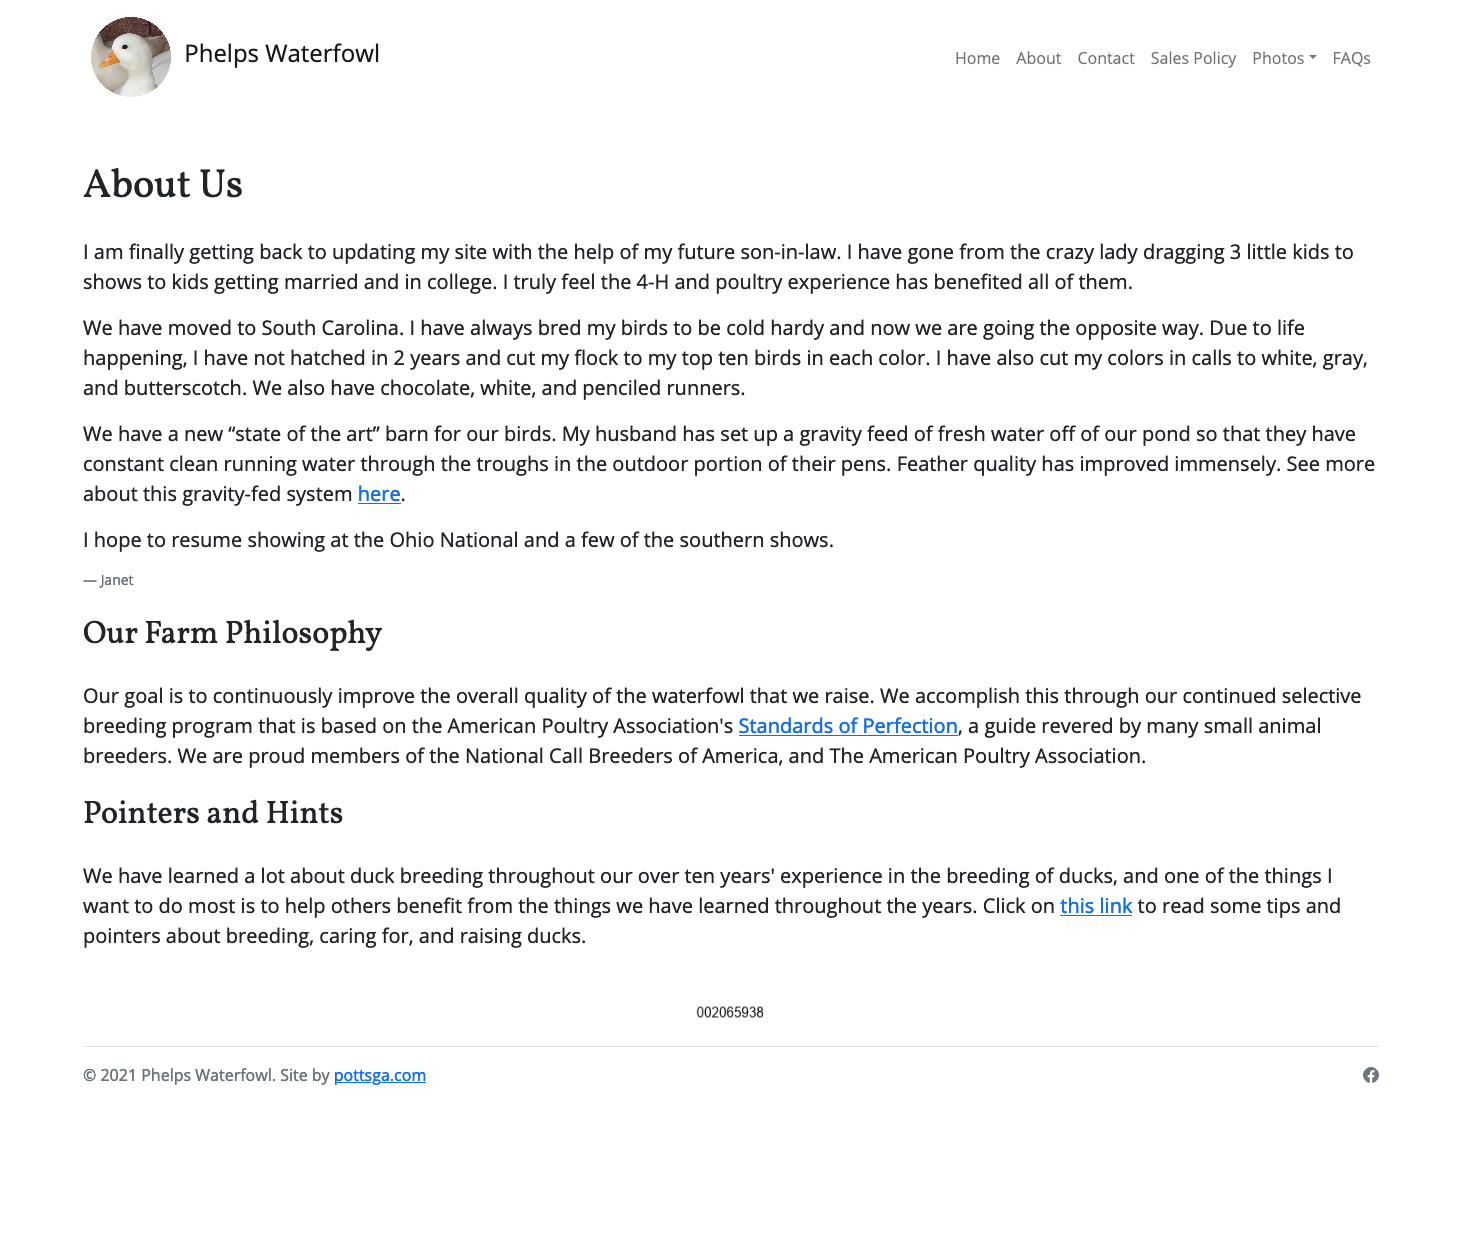 Phelps Waterfowl
Home About Contact Sales Policy Photos FAQs
About Us
I am finally getting back to updating my site with the help of my future son-in-law. I have gone from the crazy lady dragging 3 little kids to
shows to kids getting married and in college. I truly feel the 4-H and poultry experience has benefited all of them.
We have moved to South Carolina. I have always bred my birds to be cold hardy and now we are going the opposite way. Due to life
happening, I have not hatched in 2 years and cut my flock to my top ten birds in each color. I have also cut my colors in calls to white, gray,
and butterscotch. We also have chocolate, white, and penciled runners.
We have a new “state of the art” barn for our birds. My husband has set up a gravity feed of fresh water off of our pond so that they have
constant clean running water through the troughs in the outdoor portion of their pens. Feather quality has improved immensely. See more
about this gravity-fed system here.
I hope to resume showing at the Ohio National and a few of the southern shows.
— Janet
Our Farm Philosophy
Our goal is to continuously improve the overall quality of the waterfowl that we raise. We accomplish this through our continued selective
breeding program that is based on the American Poultry Association's Standards of Perfection, a guide revered by many small animal
breeders. We are proud members of the National Call Breeders of America, and The American Poultry Association.
Pointers and Hints
We have learned a lot about duck breeding throughout our over ten years' experience in the breeding of ducks, and one of the things I
want to do most is to help others benefit from the things we have learned throughout the years. Click on this link to read some tips and
pointers about breeding, caring for, and raising ducks.
002065938
© 2021 Phelps Waterfowl. Site by pottsga.com